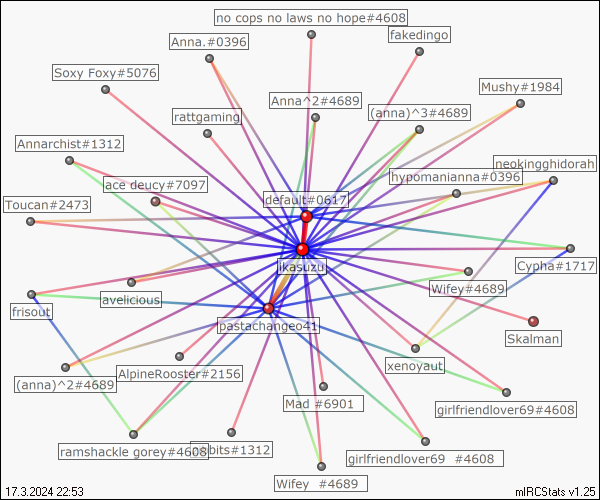 no cops no laws no hope#4608
Anna.#0396
fakedingo
Soxy Foxy#5076
Mushy#1984
Anna^2#4689
(anna)^3#4689
rattgaming
Annarchist#1312
neokingghidorah
hypomanianna#0396
ace deucy#7097
default#0617
Toucan#2473
ikasuzu
Cypha#1717
Wifey#4689
avelicious
frisout
pastachangeo41
Skalman
xenoyaut
AlpineRooster#2156
(anna)^2#4689
Mad #6901
girlfriendlover69#4608
ramshackle gorey#4608
bits#1312
girlfriendlover69 #4608
Wifey #4689
17.3.2024 22:53
mIRCStats v1.25